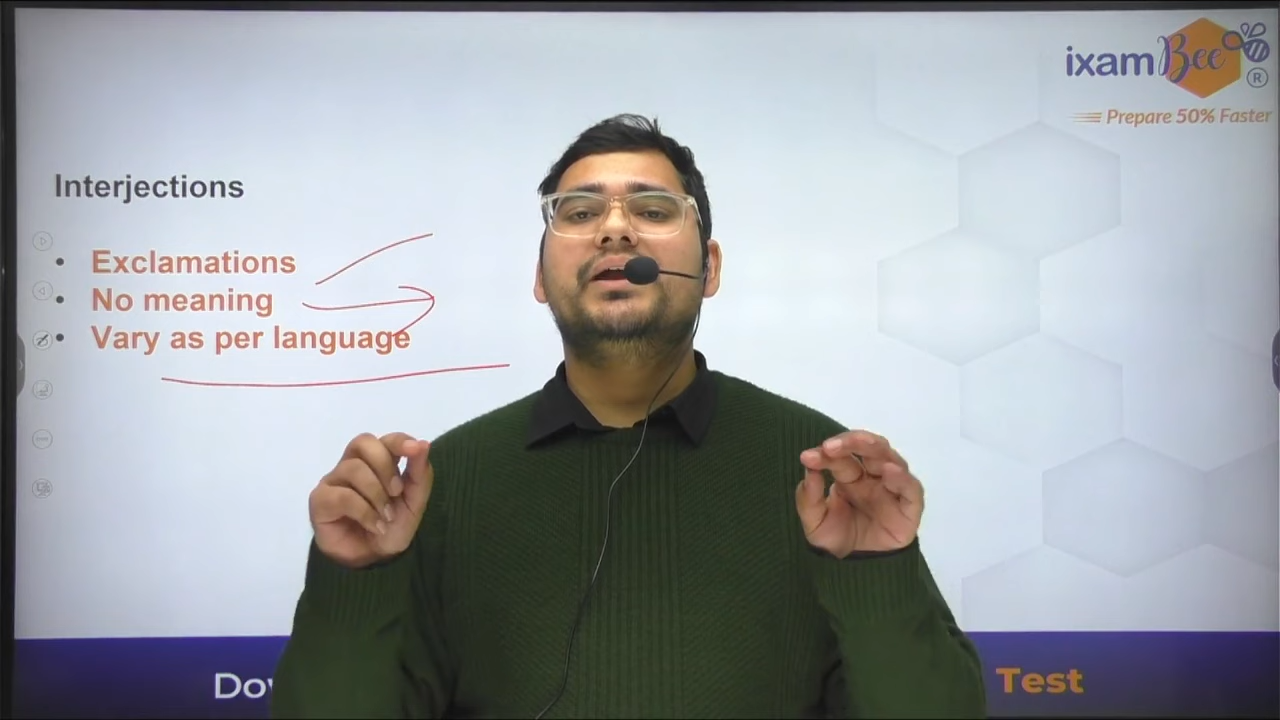 ixamBee
®
Prepare 50% Faster
Interjections
• Exclamations
• No meaning
• Vary as per language
Test